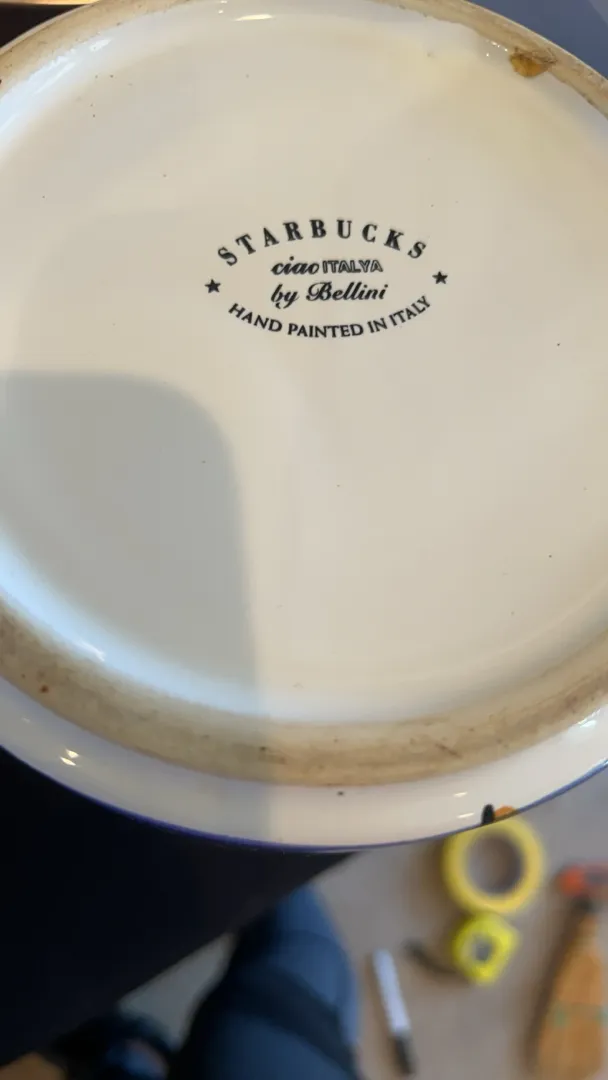 STARBUCKS
ciao ITALYA
by Bellini
★ HAND PAINTED IN ITALY ★